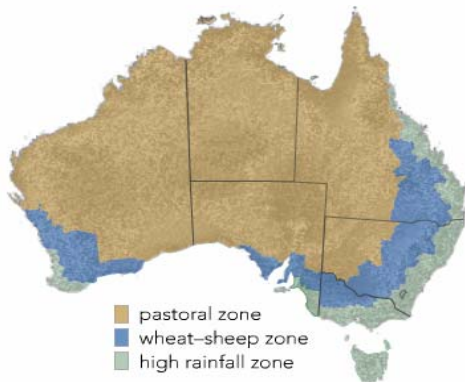 pastoral zone
wheat–sheep zone
high rainfall zone